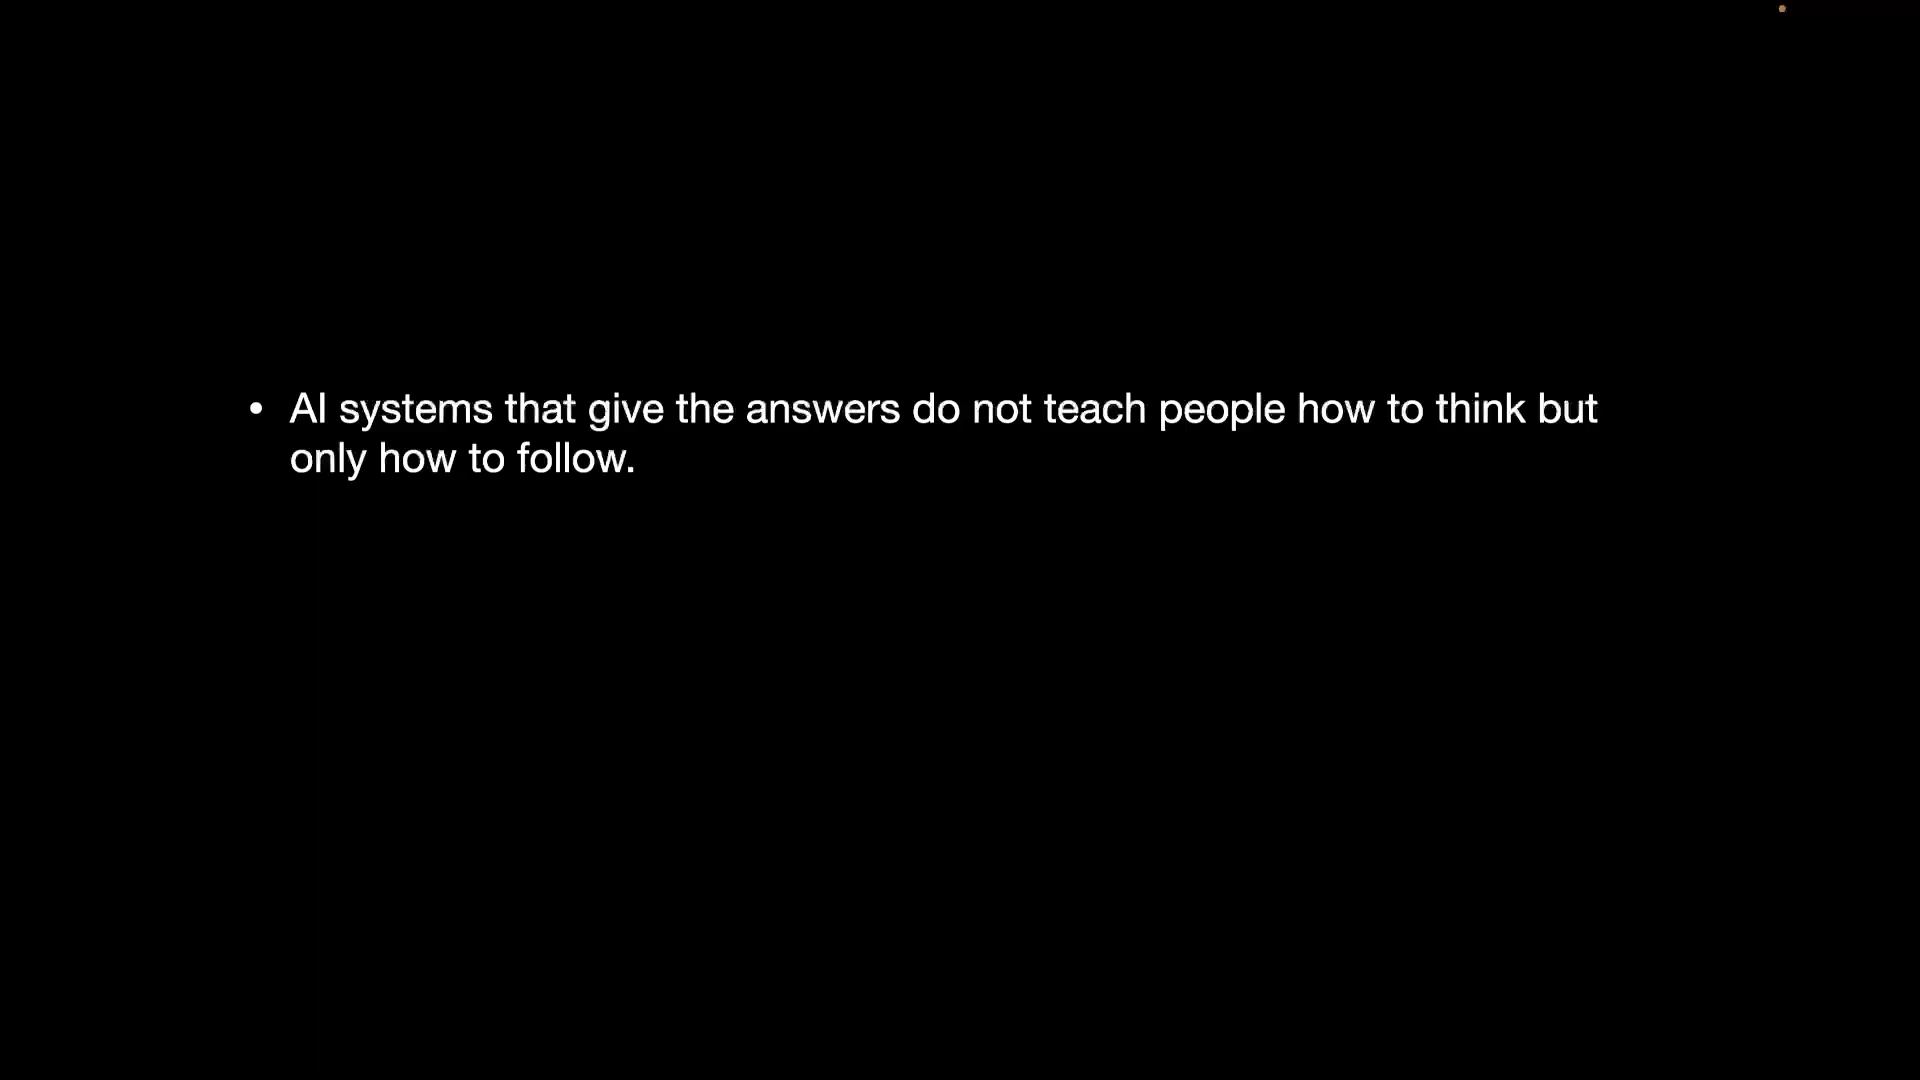 • AI systems that give the answers do not teach people how to think but
only how to follow.